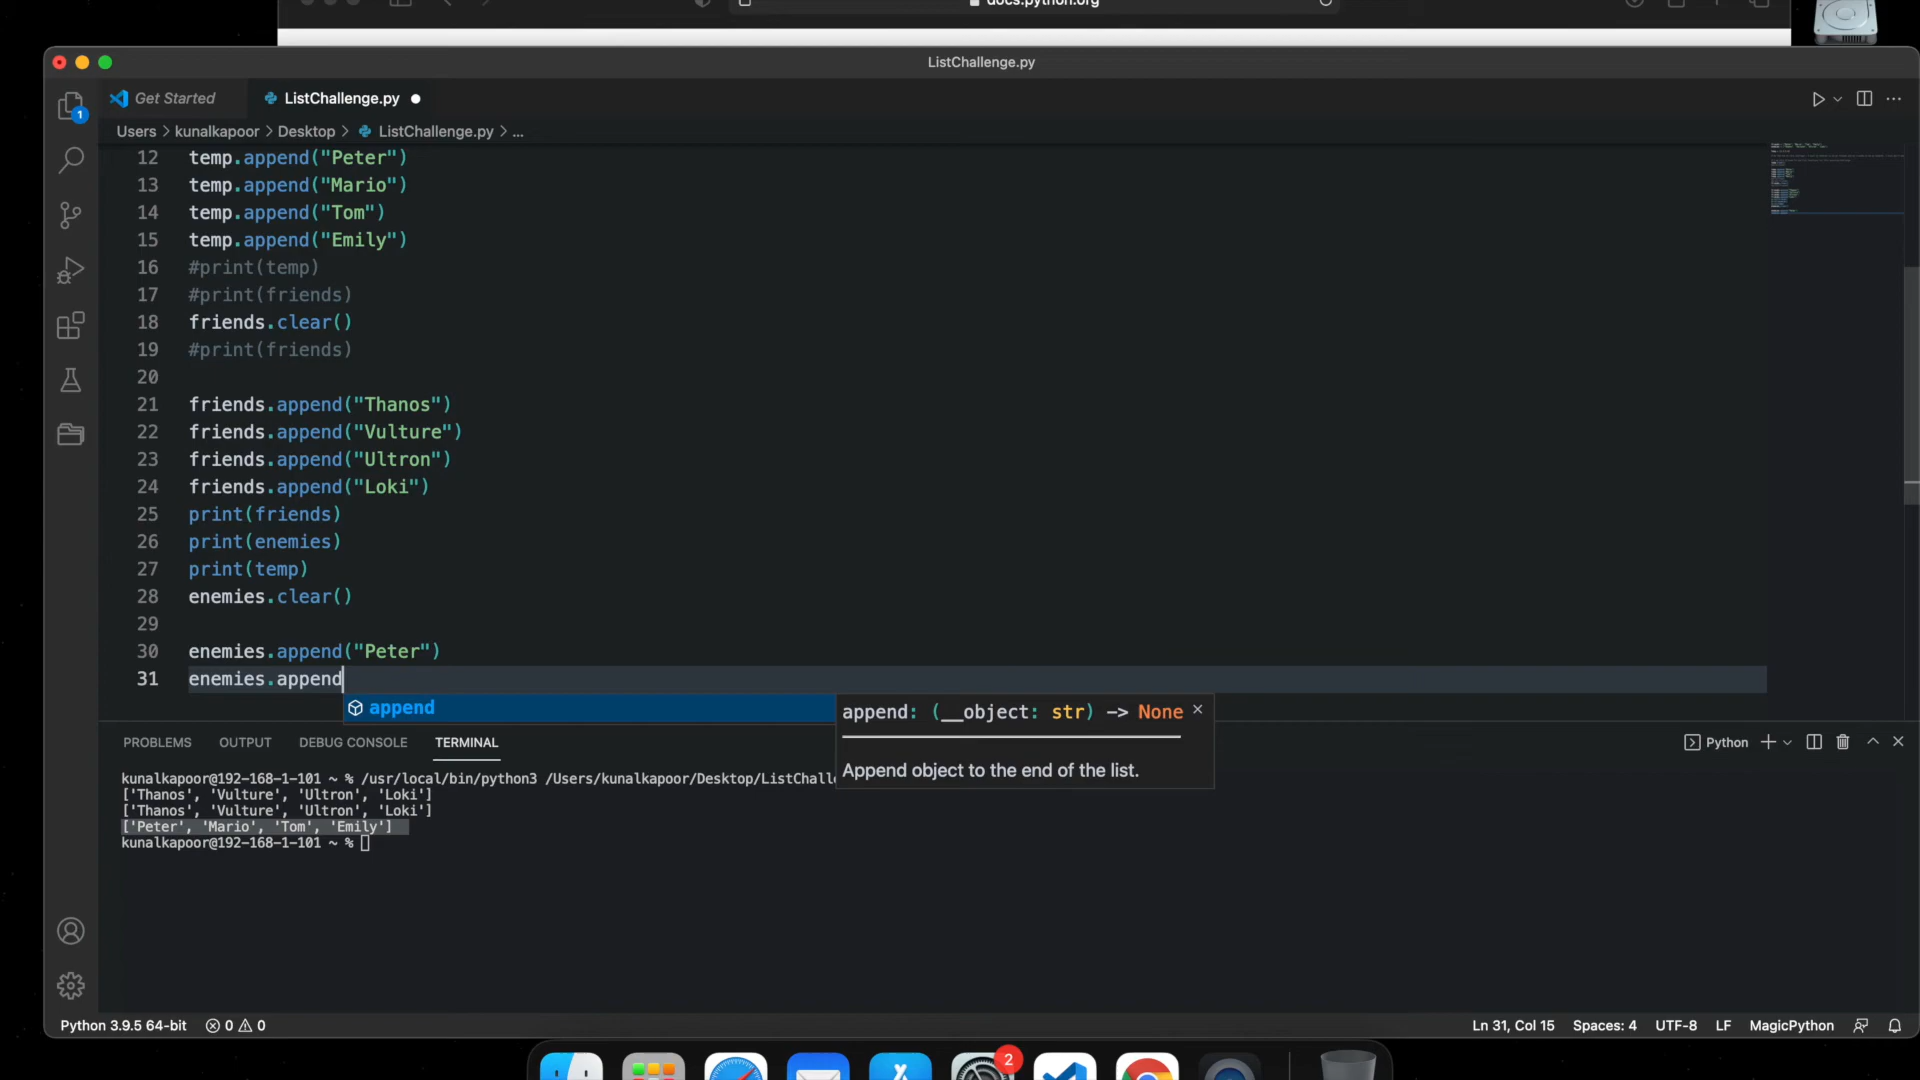 docs.python.org
ListChallenge.py
Get Started
ListChallenge.py
1
Users > kunalkapoor > Desktop > ListChallenge.py > ...
12 temp.append("Peter")
13 temp.append("Mario")
14 temp.append("Tom")
15 temp.append("Emily")
16 #print(temp)
17 #print(friends)
18 friends.clear()
19 #print(friends)
20
21 friends.append("Thanos")
22 friends.append("Vulture")
23 friends.append("Ultron")
24 friends.append("Loki")
25 print(friends)
26 print(enemies)
27 print(temp)
28 enemies.clear()
29
30 enemies.append("Peter")
31 enemies.append
append
append: (__object: str) -> None
Append object to the end of the list.
PROBLEMS OUTPUT DEBUG CONSOLE TERMINAL
Python
kunalkapoor@192-168-1-101 ~ % /usr/local/bin/python3 /Users/kunalkapoor/Desktop/ListChalle
['Thanos', 'Vulture', 'Ultron', 'Loki']
['Thanos', 'Vulture', 'Ultron', 'Loki']
['Peter', 'Mario', 'Tom', 'Emily']
kunalkapoor@192-168-1-101 ~ %
Python 3.9.5 64-bit 0 0 Ln 31, Col 15 Spaces: 4 UTF-8 LF MagicPython
2